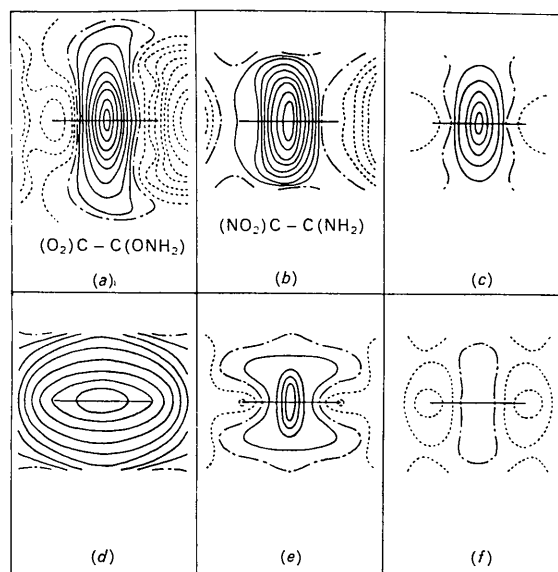 (O₂)C – C(ONH₂)
(NO₂)C – C(NH₂)
(a)
(b)
(c)
(d)
(e)
(f)